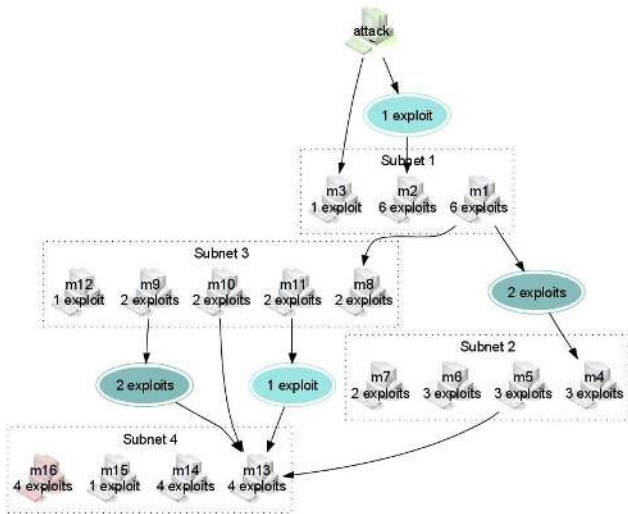 attack
1 exploit
Subnet 1
m3
1 exploit
m2
6 exploits
m1
6 exploits
Subnet 3
m12
1 exploit
m9
2 exploits
m10
2 exploits
m11
2 exploits
m8
2 exploits
2 exploits
Subnet 2
m7
2 exploits
m6
3 exploits
m5
3 exploits
m4
3 exploits
2 exploits
1 exploit
Subnet 4
m16
4 exploits
m15
1 exploit
m14
4 exploits
m13
4 exploits